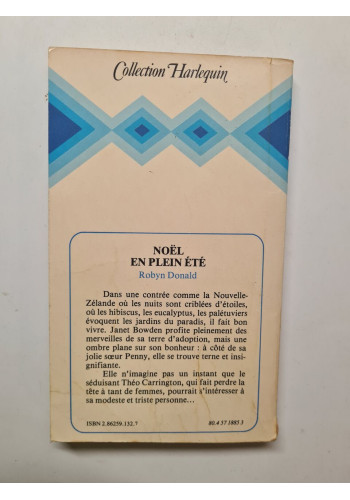 Collection Harlequin
NOËL
EN PLEIN ÉTÉ
Robyn Donald
Dans une contrée comme la Nouvelle-
Zélande où les nuits sont criblées d'étoiles,
où les hibiscus, les eucalyptus, les palétuviers
évoquent les jardins du paradis, il fait bon
vivre. Janet Bowden profite pleinement des
merveilles de sa terre d'adoption, mais une
ombre plane sur son bonheur : à côté de sa
jolie sœur Penny, elle se trouve terne et insi-
gnifiante.
Elle n'imagine pas un instant que le
séduisant Théo Carrington, qui fait perdre la
tête à tant de femmes, pourrait s'intéresser à
sa modeste et triste personne...
ISBN 2.86259.132.7
80.4 57 1883 3